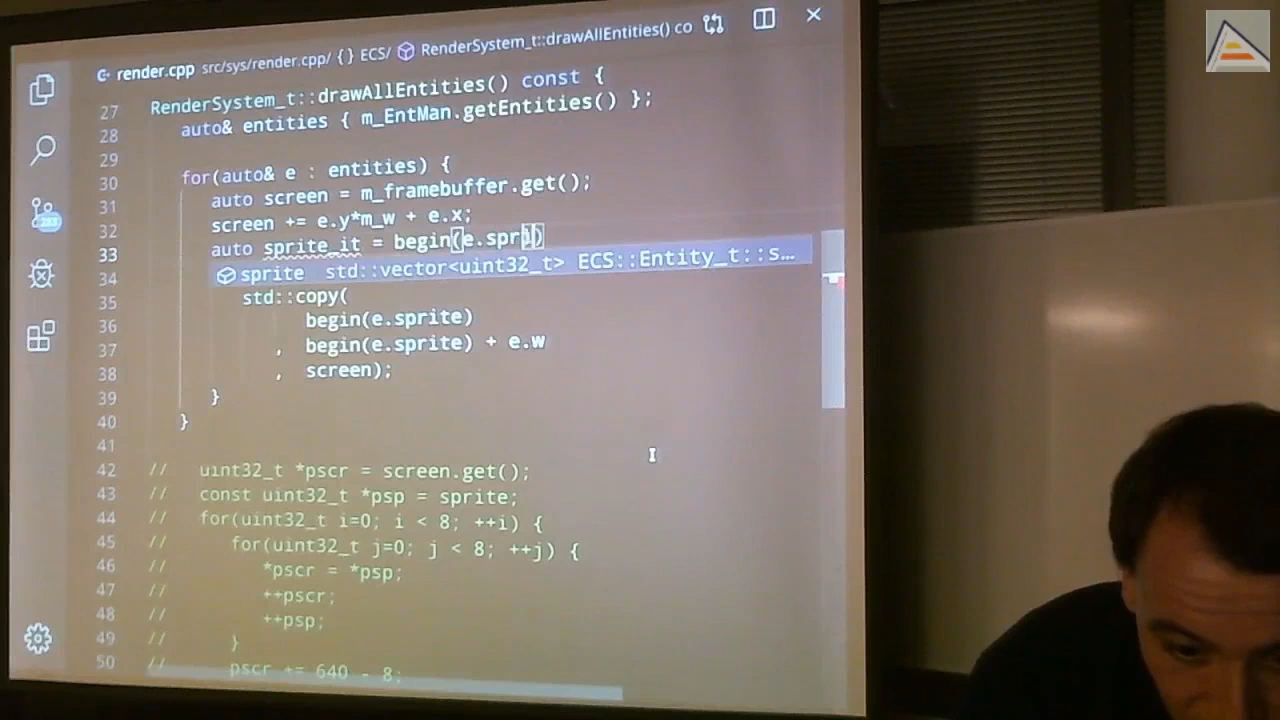 render.cpp src/sys/render.cpp/ { } ECS/ RenderSystem_t::drawAllEntities() co
27 RenderSystem_t::drawAllEntities() const {
28 auto& entities { m_EntMan.getEntities() };
29
30 for(auto& e : entities) {
31 auto screen = m_framebuffer.get();
32 screen += e.y*m_w + e.x;
33 auto sprite_it = begin(e.spri)
34 sprite std::vector<uint32_t> ECS::Entity_t::s...
35 std::copy(
36 begin(e.sprite)
37 , begin(e.sprite) + e.w
38 , screen);
39 }
40 }
41
42 // uint32_t *pscr = screen.get();
43 // const uint32_t *psp = sprite;
44 // for(uint32_t i=0; i < 8; ++i) {
45 // for(uint32_t j=0; j < 8; ++j) {
46 // *pscr = *psp;
47 // ++pscr;
48 // ++psp;
49 // }
50 // pscr += 640 - 8;